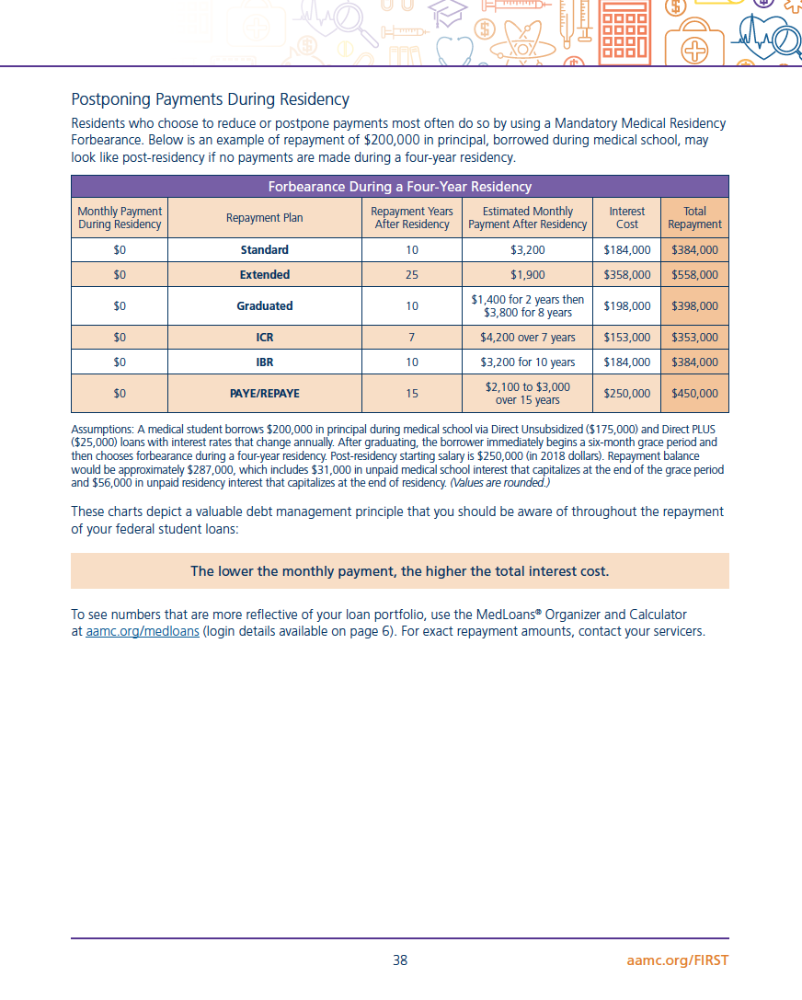 Postponing Payments During Residency
Residents who choose to reduce or postpone payments most often do so by using a Mandatory Medical Residency
Forbearance. Below is an example of repayment of $200,000 in principal, borrowed during medical school, may
look like post-residency if no payments are made during a four-year residency.
Forbearance During a Four-Year Residency
Monthly Payment During Residency Repayment Plan Repayment Years After Residency Estimated Monthly Payment After Residency Interest Cost Total Repayment
$0 Standard 10 $3,200 $184,000 $384,000
$0 Extended 25 $1,900 $358,000 $558,000
$0 Graduated 10 $1,400 for 2 years then $3,800 for 8 years $198,000 $398,000
$0 ICR 7 $4,200 over 7 years $153,000 $353,000
$0 IBR 10 $3,200 for 10 years $184,000 $384,000
$0 PAYE/REPAYE 15 $2,100 to $3,000 over 15 years $250,000 $450,000
Assumptions: A medical student borrows $200,000 in principal during medical school via Direct Unsubsidized ($175,000) and Direct PLUS
($25,000) loans with interest rates that change annually. After graduating, the borrower immediately begins a six-month grace period and
then chooses forbearance during a four-year residency. Post-residency starting salary is $250,000 (in 2018 dollars). Repayment balance
would be approximately $287,000, which includes $31,000 in unpaid medical school interest that capitalizes at the end of the grace period
and $56,000 in unpaid residency interest that capitalizes at the end of residency. (Values are rounded.)
These charts depict a valuable debt management principle that you should be aware of throughout the repayment
of your federal student loans:
The lower the monthly payment, the higher the total interest cost.
To see numbers that are more reflective of your loan portfolio, use the MedLoans® Organizer and Calculator
at aamc.org/medloans (login details available on page 6). For exact repayment amounts, contact your servicers.
38
aamc.org/FIRST